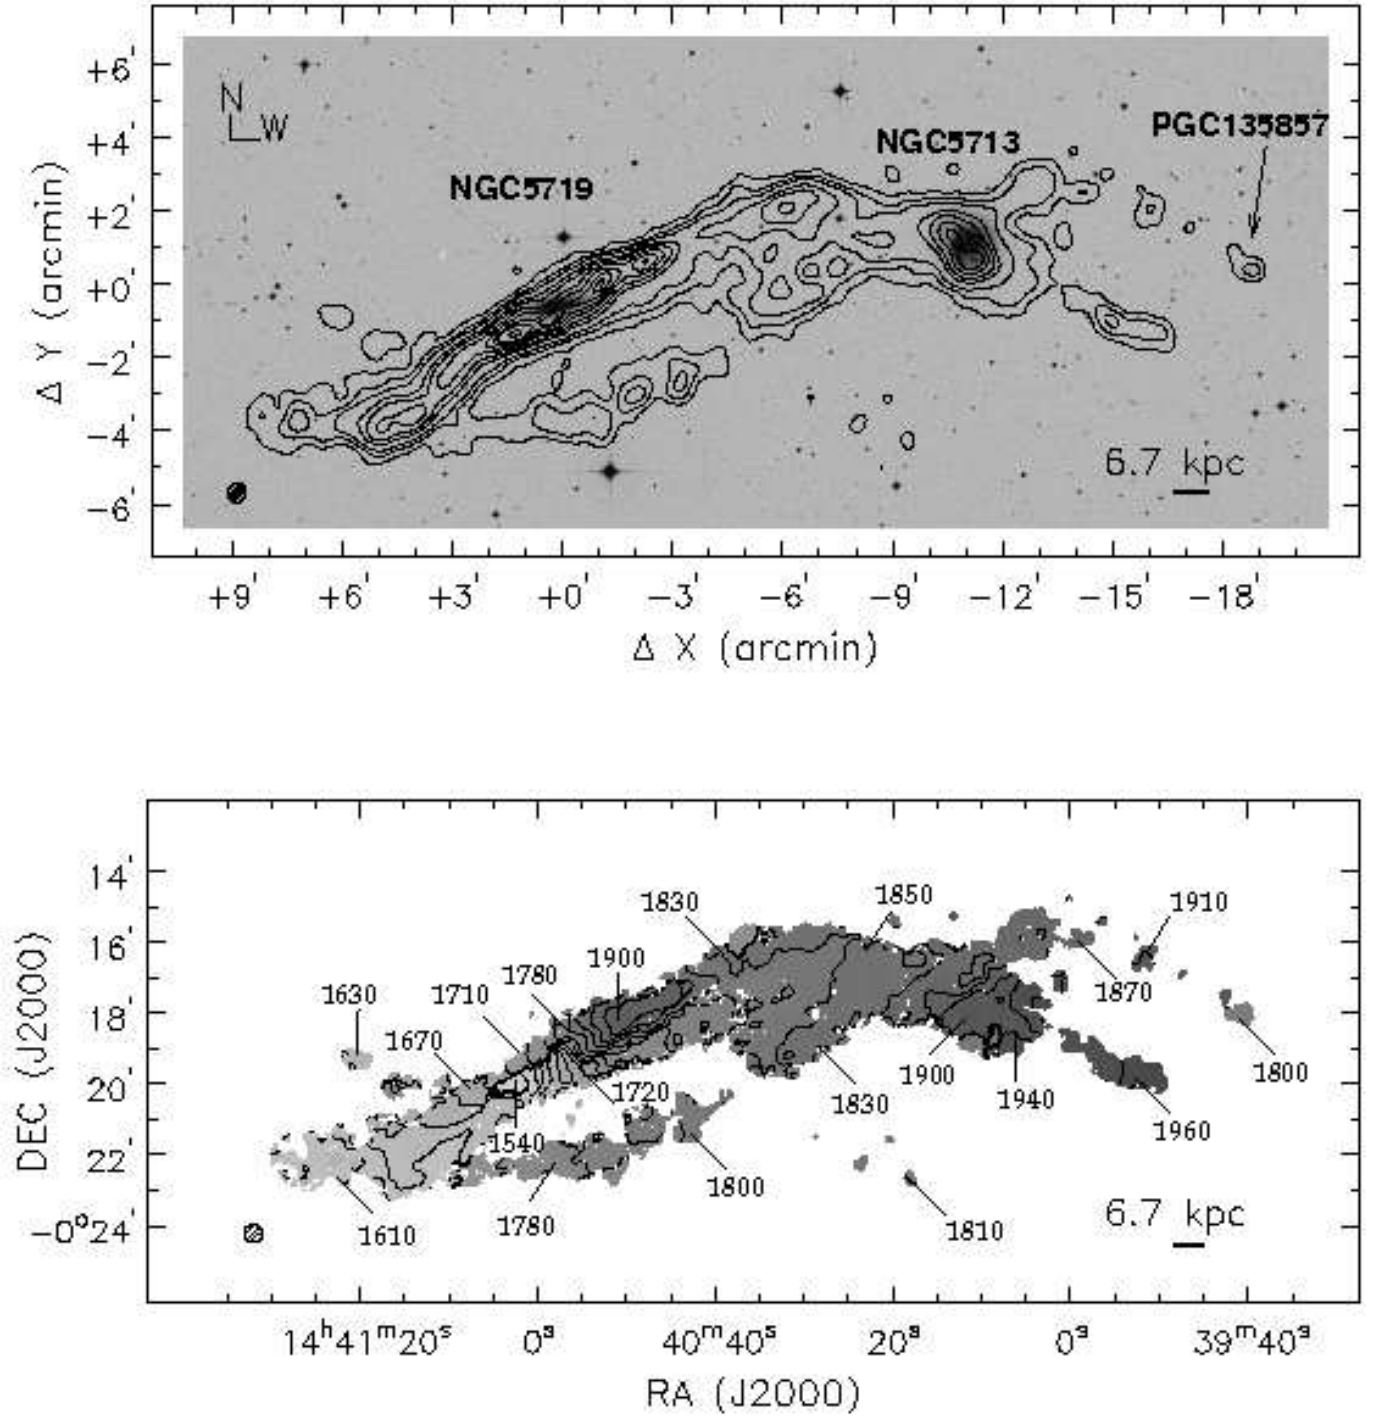 +6'
N
W
PGC135857
+4'
NGC5713
NGC5719
+2'
+0'
−2'
−4'
6.7 kpc
−6'
Δ Y (arcmin)
+9' +6' +3' +0' −3' −6' −9' −12' −15' −18'
Δ X (arcmin)
14'
1830 1850 1910
16'
1900
1780
1630 1710 1870
18'
1670
1800
20'
1720 1830 1900 1940
1540 1960
22'
1800
1610 1780 1810
6.7 kpc
−0°24'
DEC (J2000)
14ʰ41ᵐ20ˢ 0ˢ 40ᵐ40ˢ 20ˢ 0ˢ 39ᵐ40ˢ
RA (J2000)